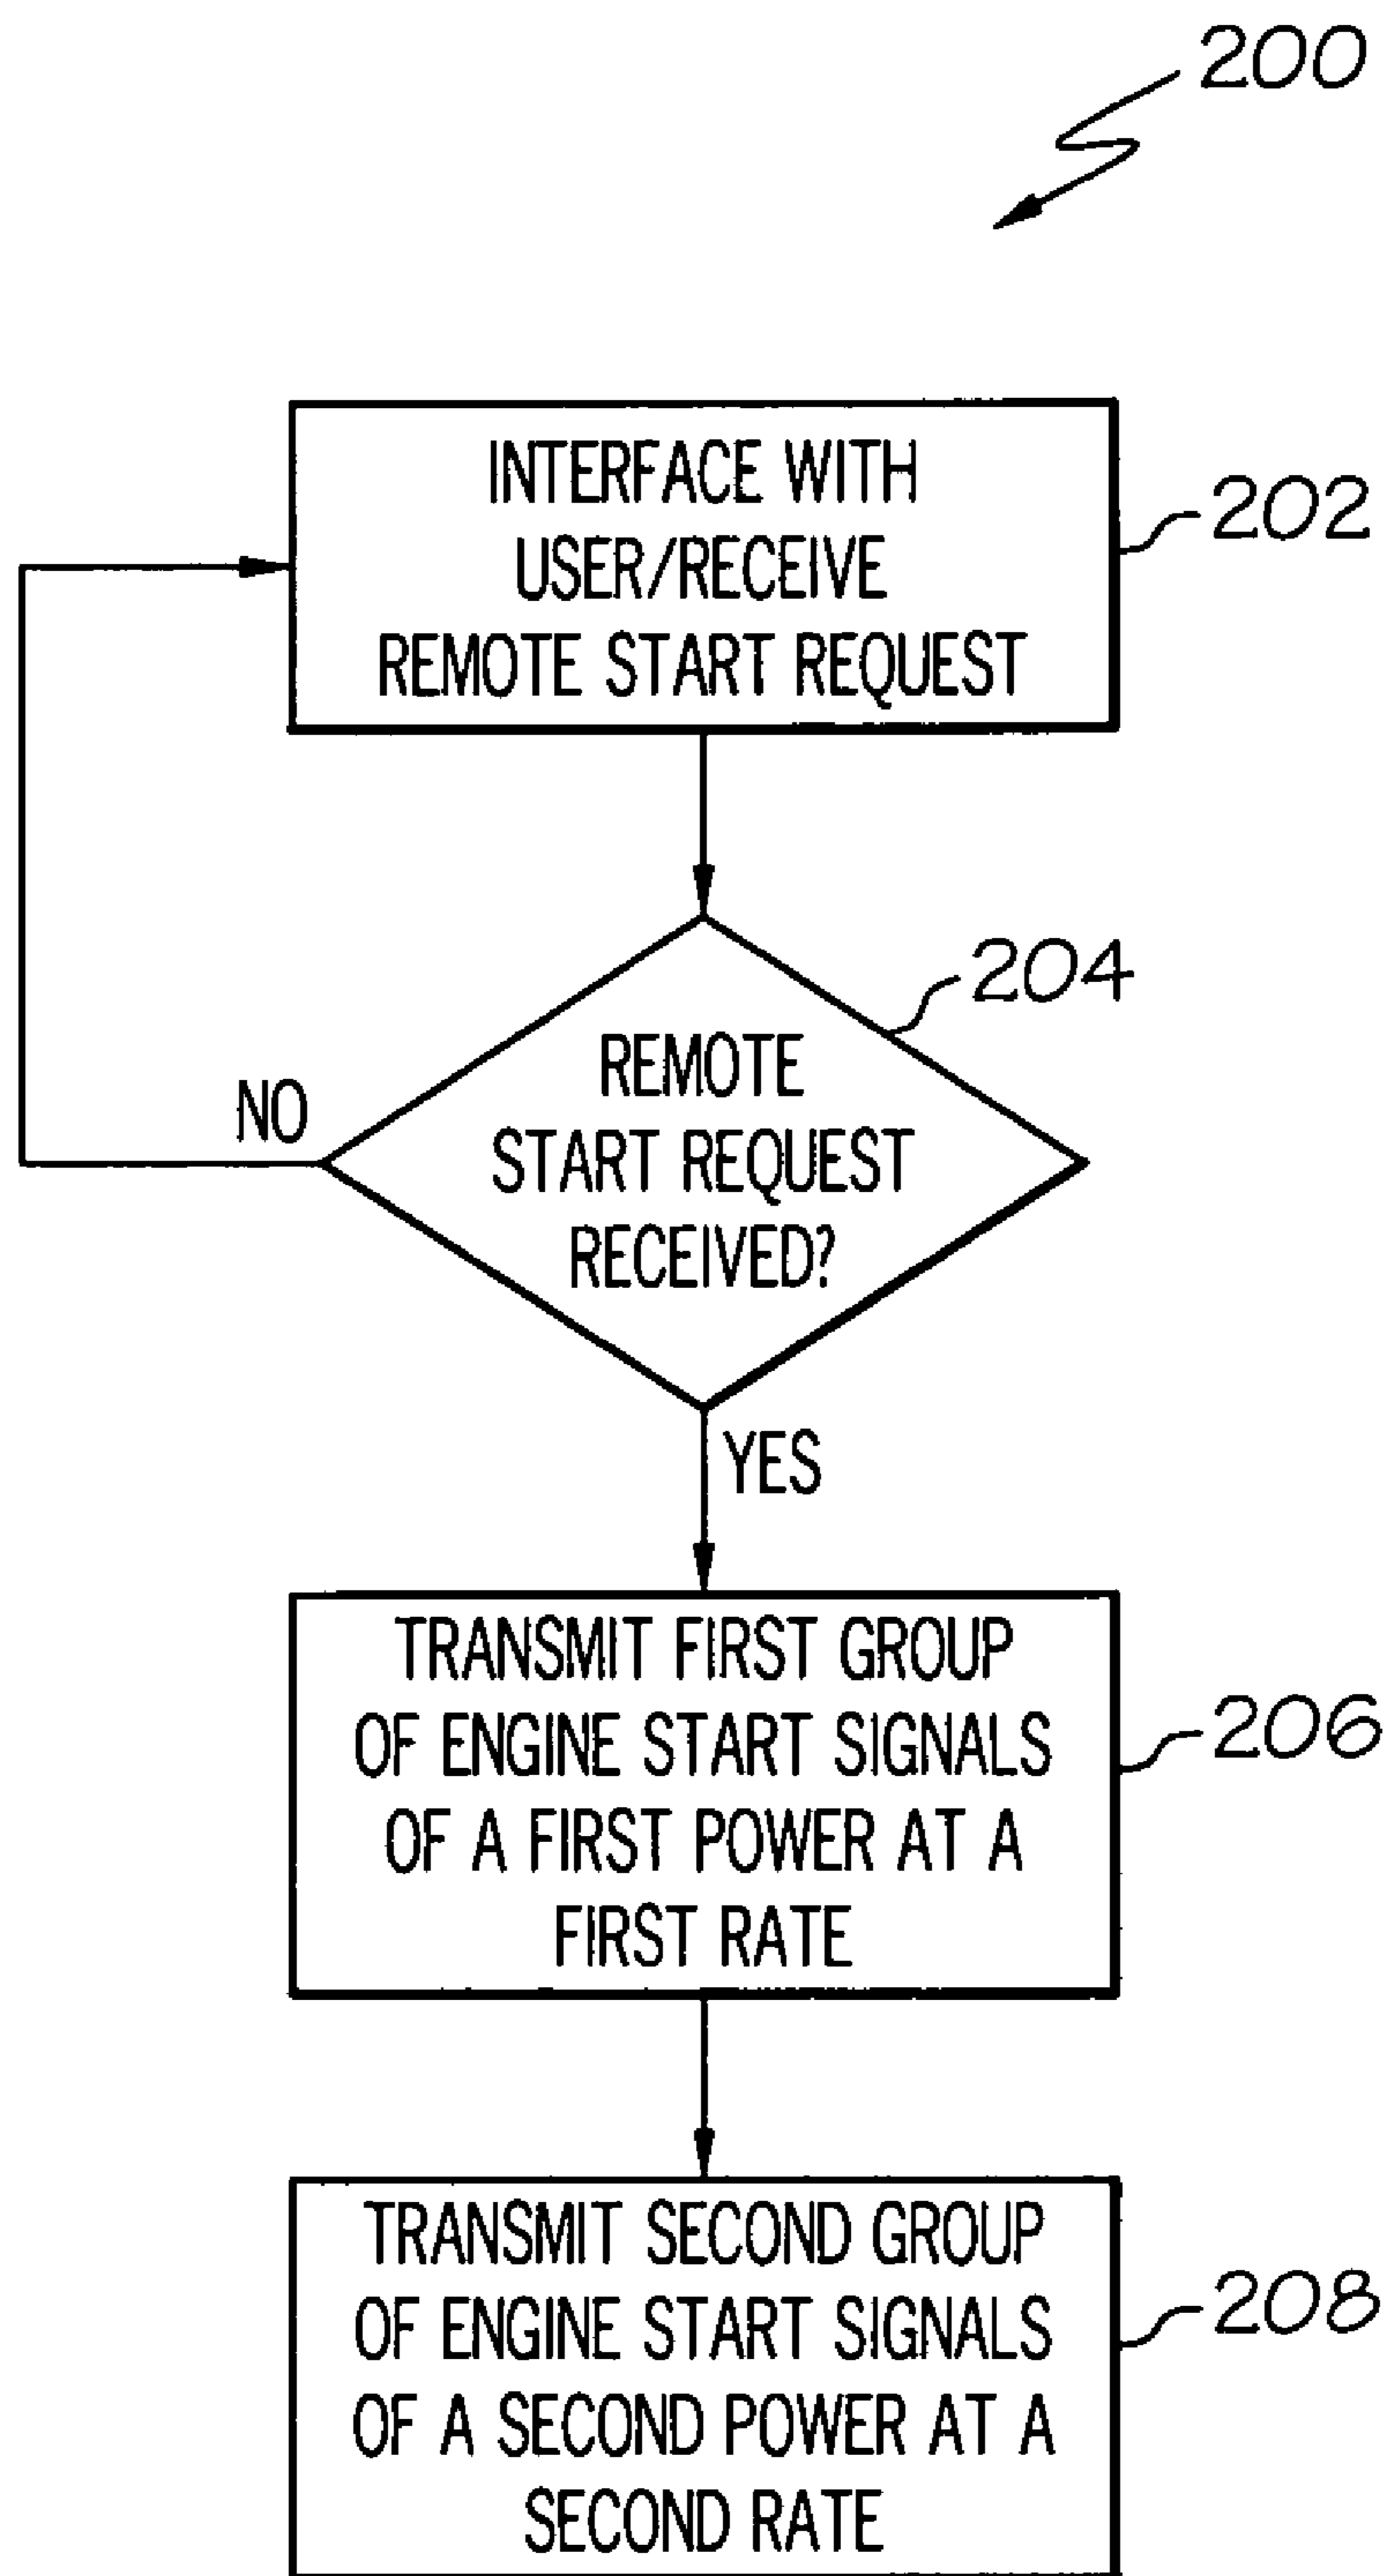 200
INTERFACE WITH
USER/RECEIVE
REMOTE START REQUEST
202
204
REMOTE
START REQUEST
RECEIVED?
NO
YES
TRANSMIT FIRST GROUP
OF ENGINE START SIGNALS
OF A FIRST POWER AT A
FIRST RATE
206
TRANSMIT SECOND GROUP
OF ENGINE START SIGNALS
OF A SECOND POWER AT A
SECOND RATE
208